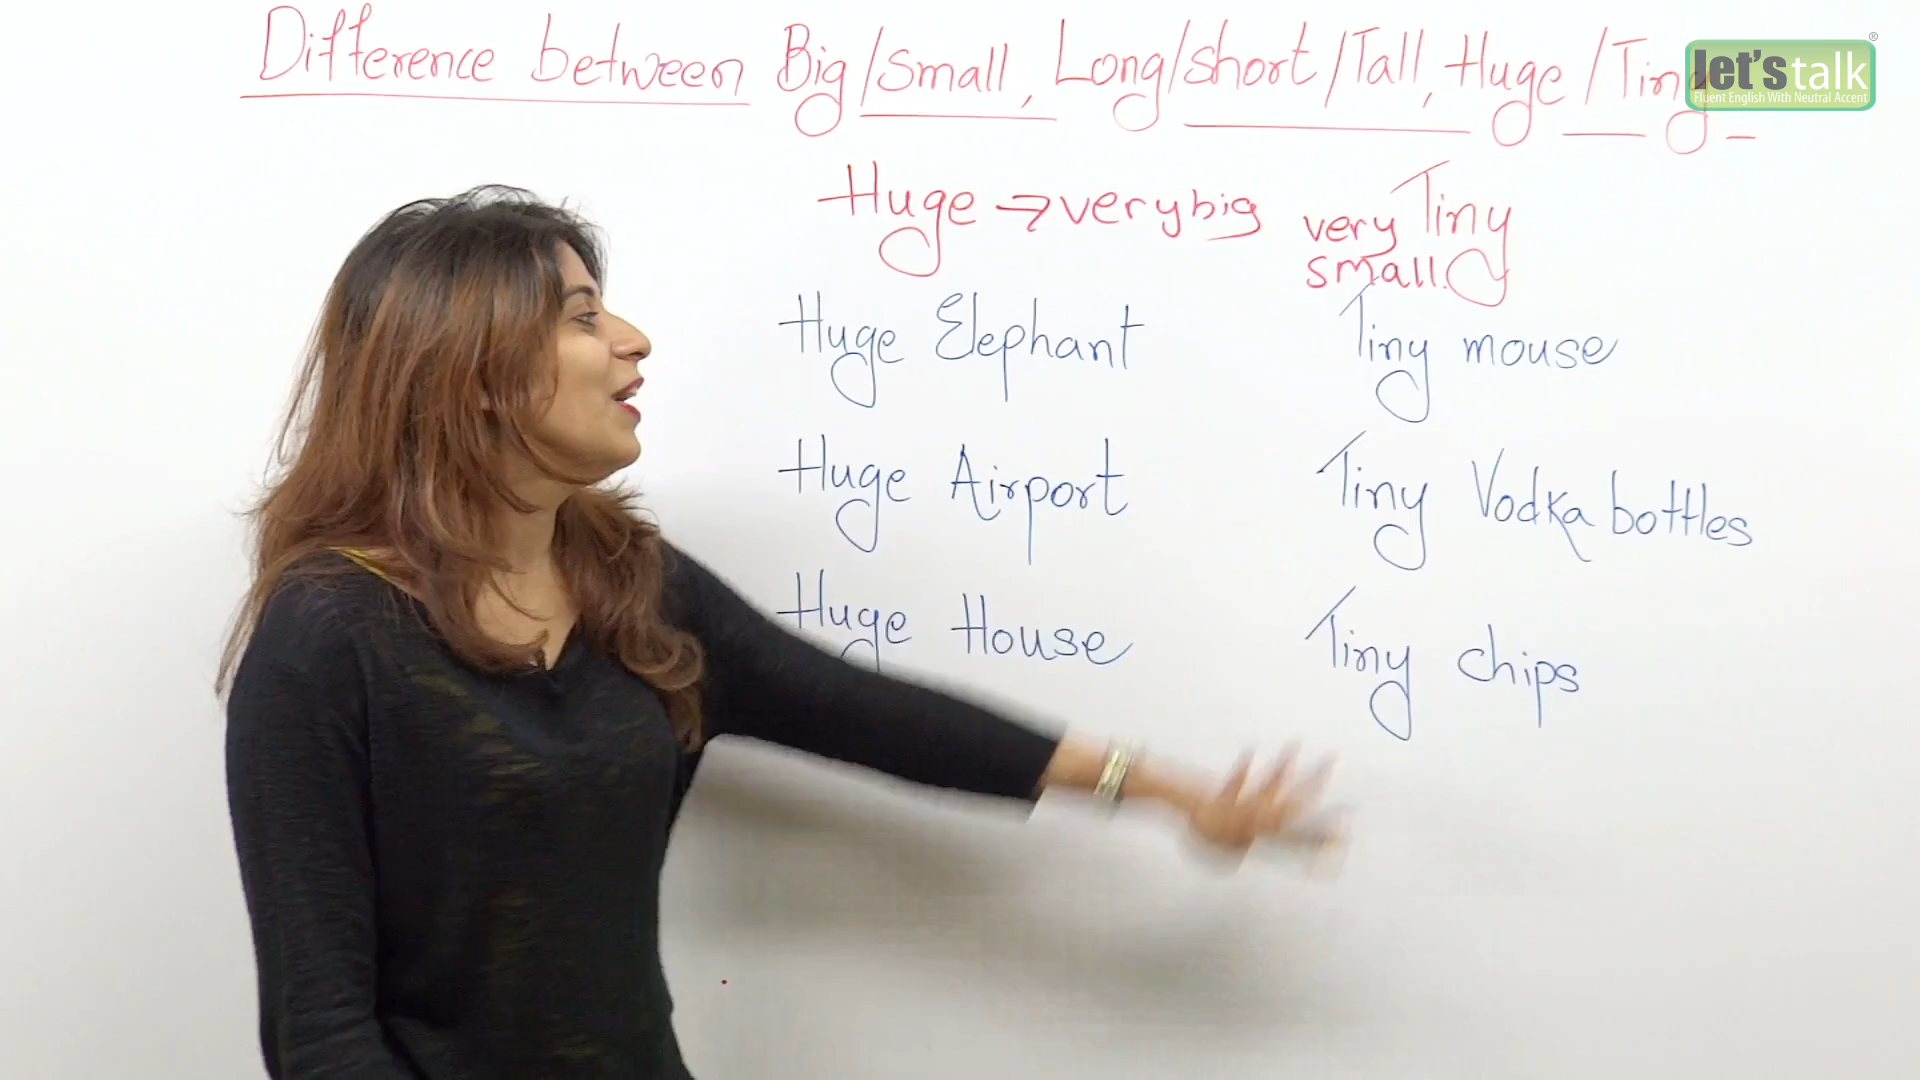 Difference between Big/Small, Long/short/Tall, Huge/Tiny
let's talk®
Fluent English With Neutral Accent
Huge → very big
Tiny
very
small.
Huge Elephant
Tiny mouse
Huge Airport
Tiny Vodka bottles
Huge House
Tiny chips